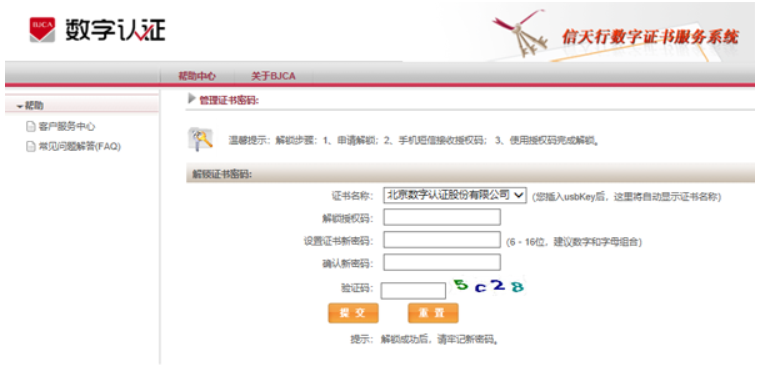 BJCA 数字认证
信天行数字证书服务系统
帮助中心 关于BJCA
帮助
客户服务中心
常见问题解答(FAQ)
管理证书密码:
温馨提示: 解锁步骤: 1、申请解锁; 2、手机短信接收授权码; 3、使用授权码完成解锁。
解锁证书密码:
证书名称: 北京数字认证股份有限公司 (您插入usbKey后, 这里将自动显示证书名称)
解锁授权码:
设置证书新密码: (6 - 16位, 建议数字和字母组合)
确认新密码:
验证码: 5 c 2 8
提 交 重 置
提示: 解锁成功后, 请牢记新密码。